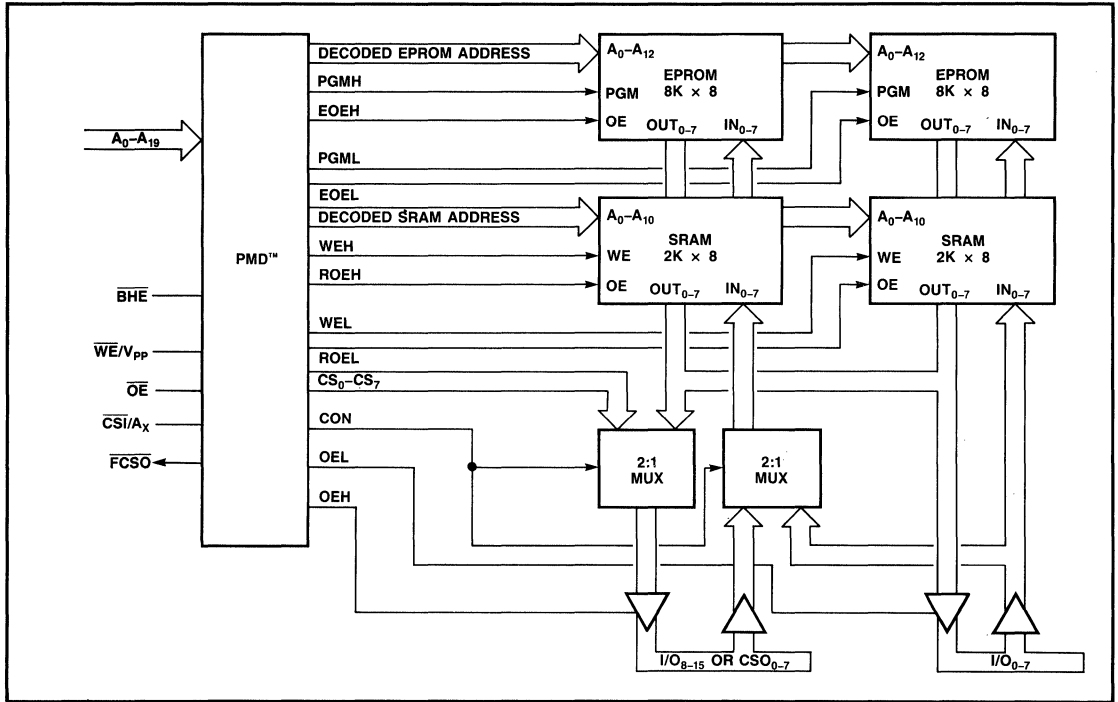 A₀–A₁₉
BHE
WE/VPP
OE
CSI/AX
FCSO
PMD™
DECODED EPROM ADDRESS
PGMH
EOEH
PGML
EOEL
DECODED SRAM ADDRESS
WEH
ROEH
WEL
ROEL
CS₀–CS₇
CON
OEL
OEH
A₀–A₁₂
EPROM
8K × 8
PGM
OE
OUT₀₋₇ IN₀₋₇
A₀–A₁₂
EPROM
8K × 8
PGM
OE
OUT₀₋₇ IN₀₋₇
A₀–A₁₀
SRAM
2K × 8
WE
OE
OUT₀₋₇ IN₀₋₇
A₀–A₁₀
SRAM
2K × 8
WE
OE
OUT₀₋₇ IN₀₋₇
2:1
MUX
2:1
MUX
I/O₈₋₁₅ OR CSO₀₋₇
I/O₀₋₇